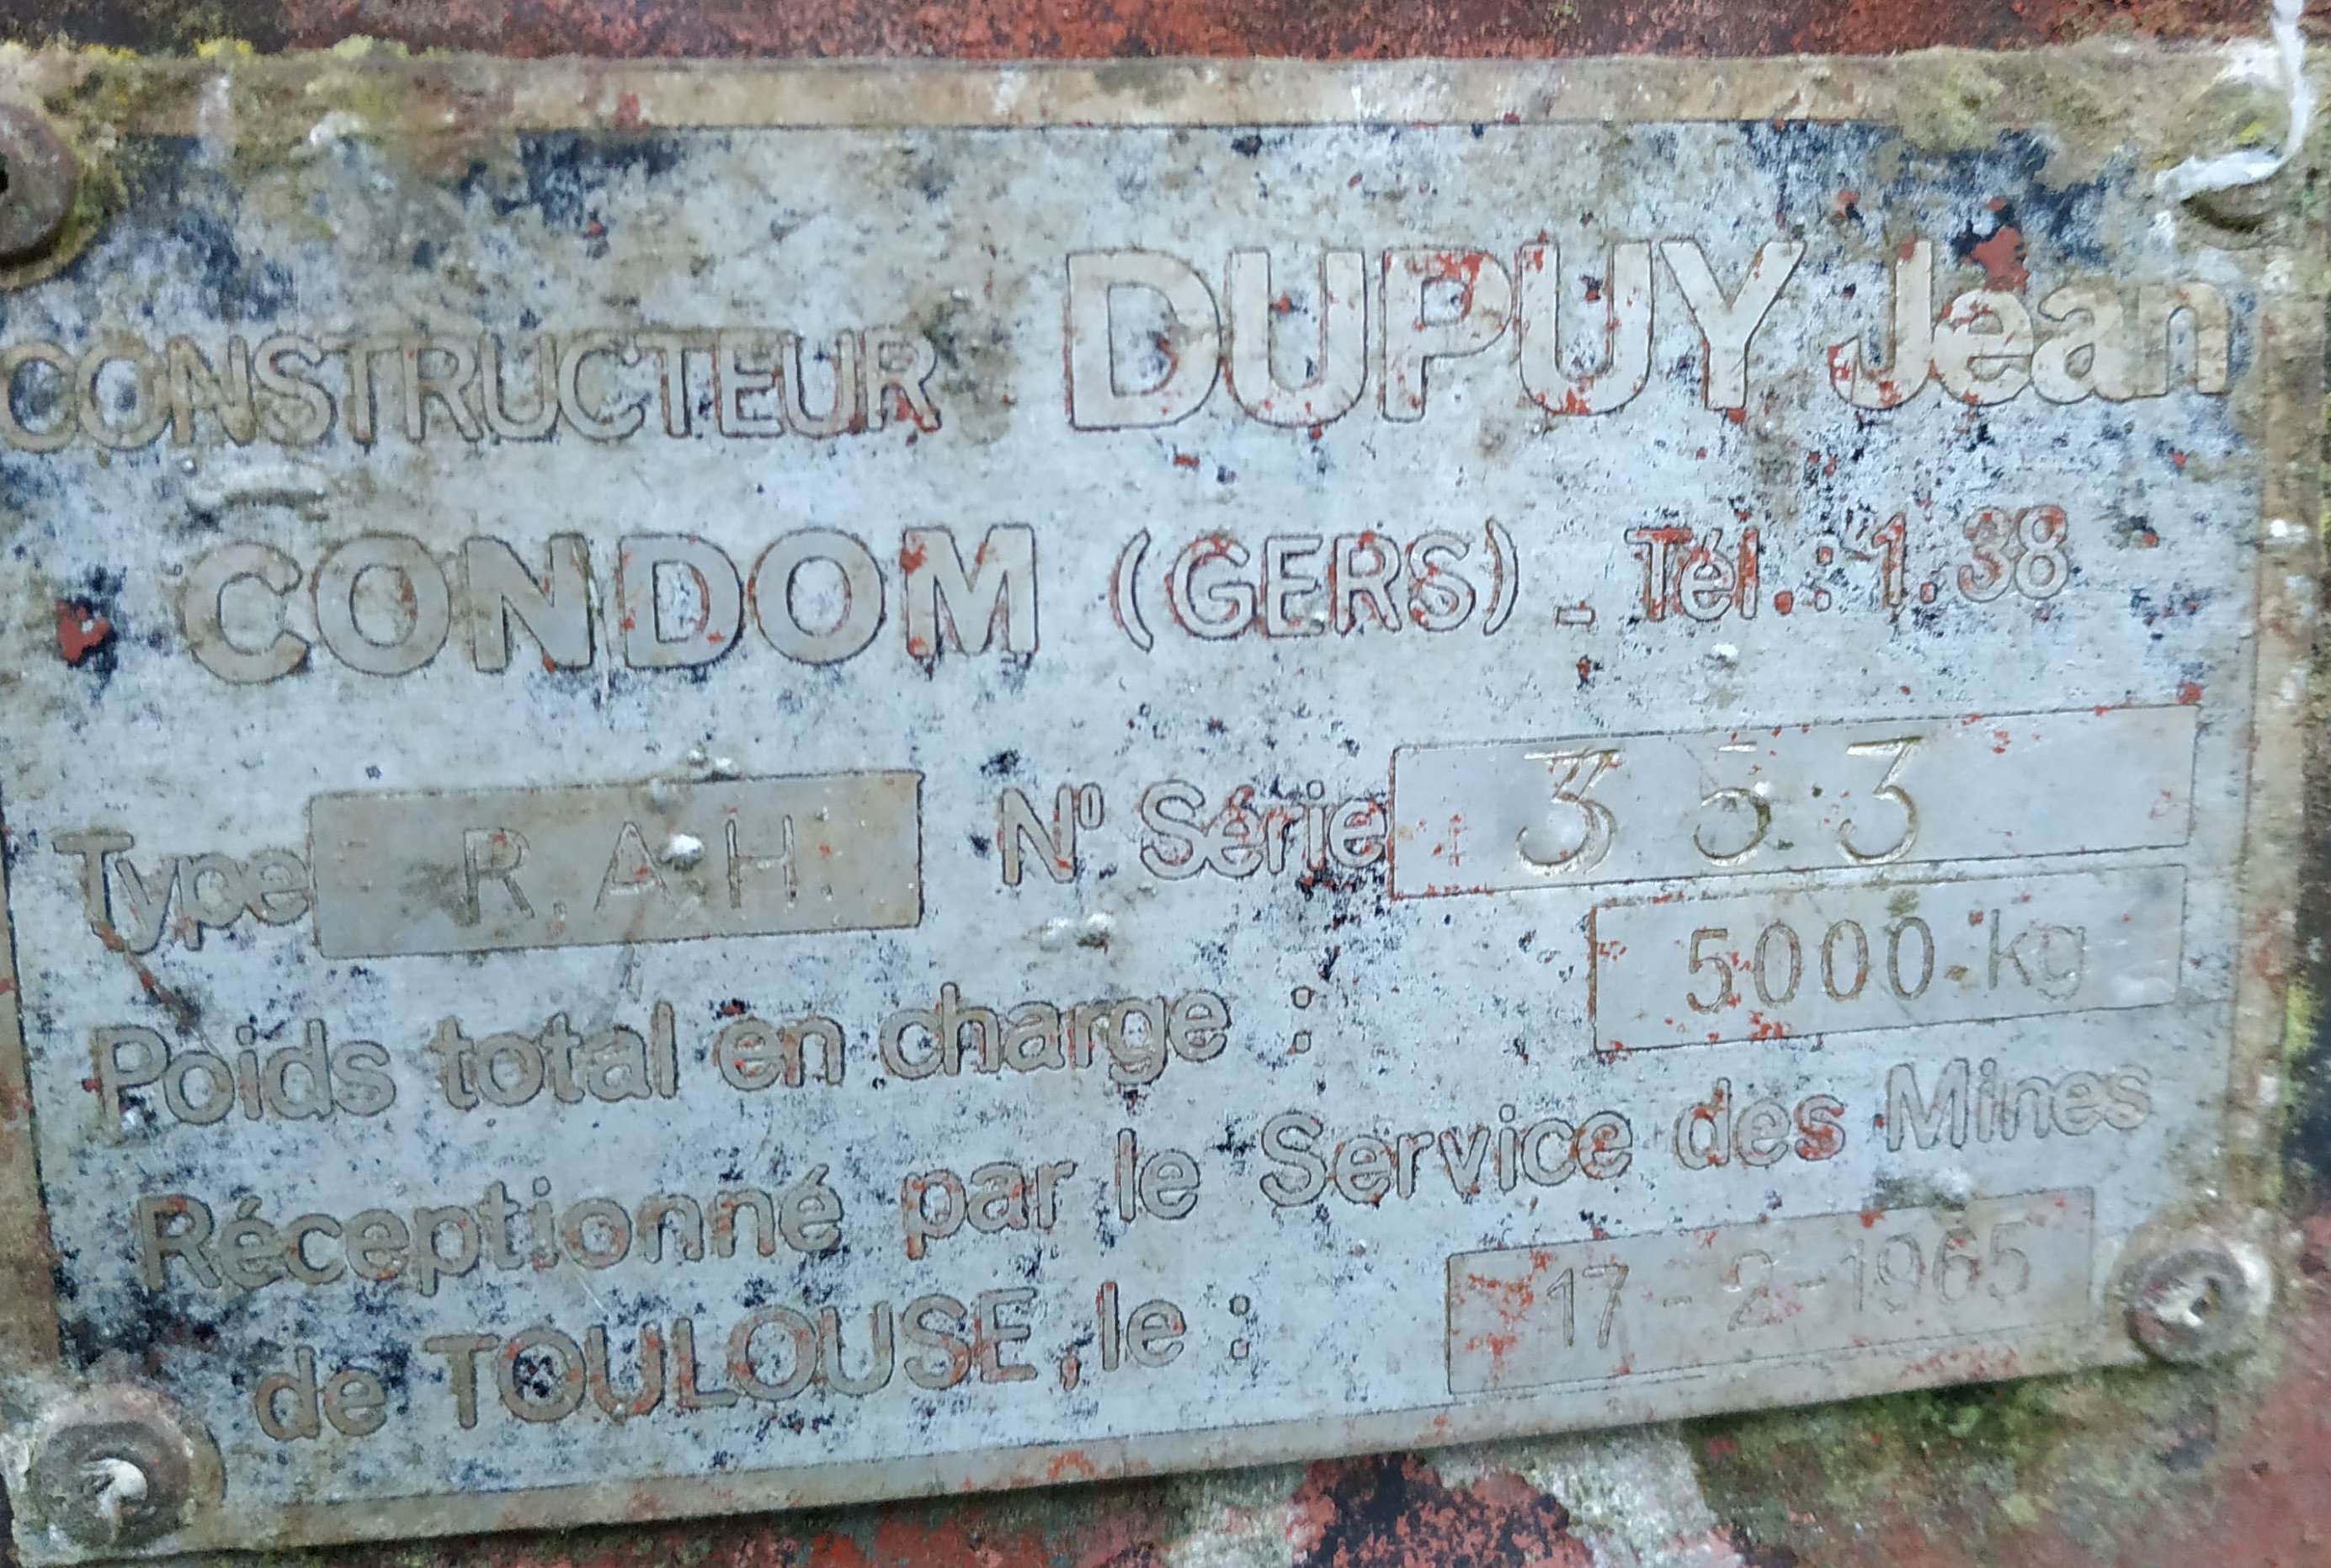 CONSTRUCTEUR DUPUY Jean
CONDOM (GERS) - Tél.: 1.38
Type R.A.H. N° Série 353
Poids total en charge : 5000 kg
Réceptionné par le Service des Mines
de TOULOUSE, le : 17-2-1965